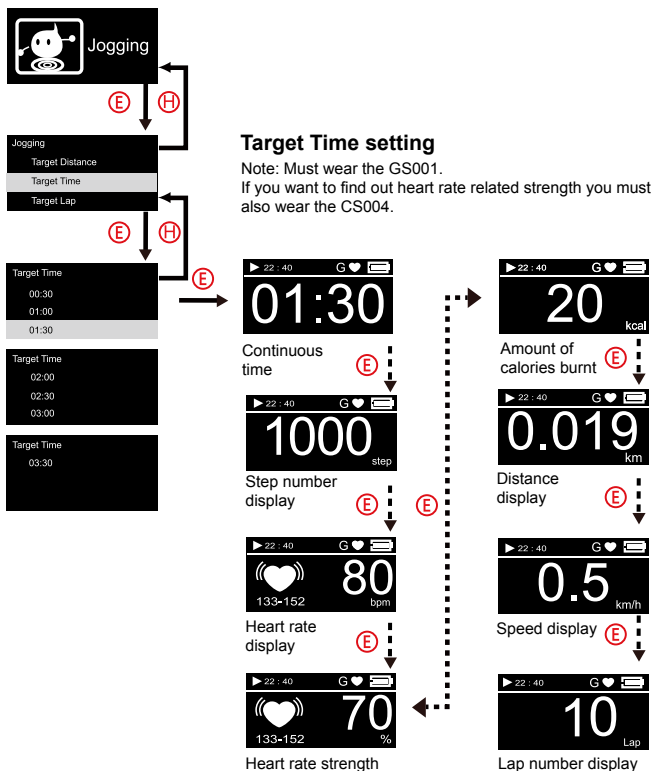 Jogging
Ⓔ Ⓗ
Jogging
Target Distance
Target Time
Target Lap
Ⓔ Ⓗ
Target Time
00:30
01:00
01:30
Target Time
02:00
02:30
03:00
Target Time
03:30
Target Time setting
Note: Must wear the GS001.
If you want to find out heart rate related strength you must
also wear the CS004.
Ⓔ
22 : 40 G
01:30
Continuous
time
Ⓔ
22 : 40 G
1000
step
Step number
display
Ⓔ
22 : 40 G
80
133-152 bpm
Heart rate
display
Ⓔ
22 : 40 G
70
133-152 %
Heart rate strength
Ⓔ
22 : 40 G
20
kcal
Amount of
calories burnt
Ⓔ
22 : 40 G
0.019
km
Distance
display
Ⓔ
22 : 40 G
0.5
km/h
Speed display
Ⓔ
22 : 40 G
10
Lap
Lap number display